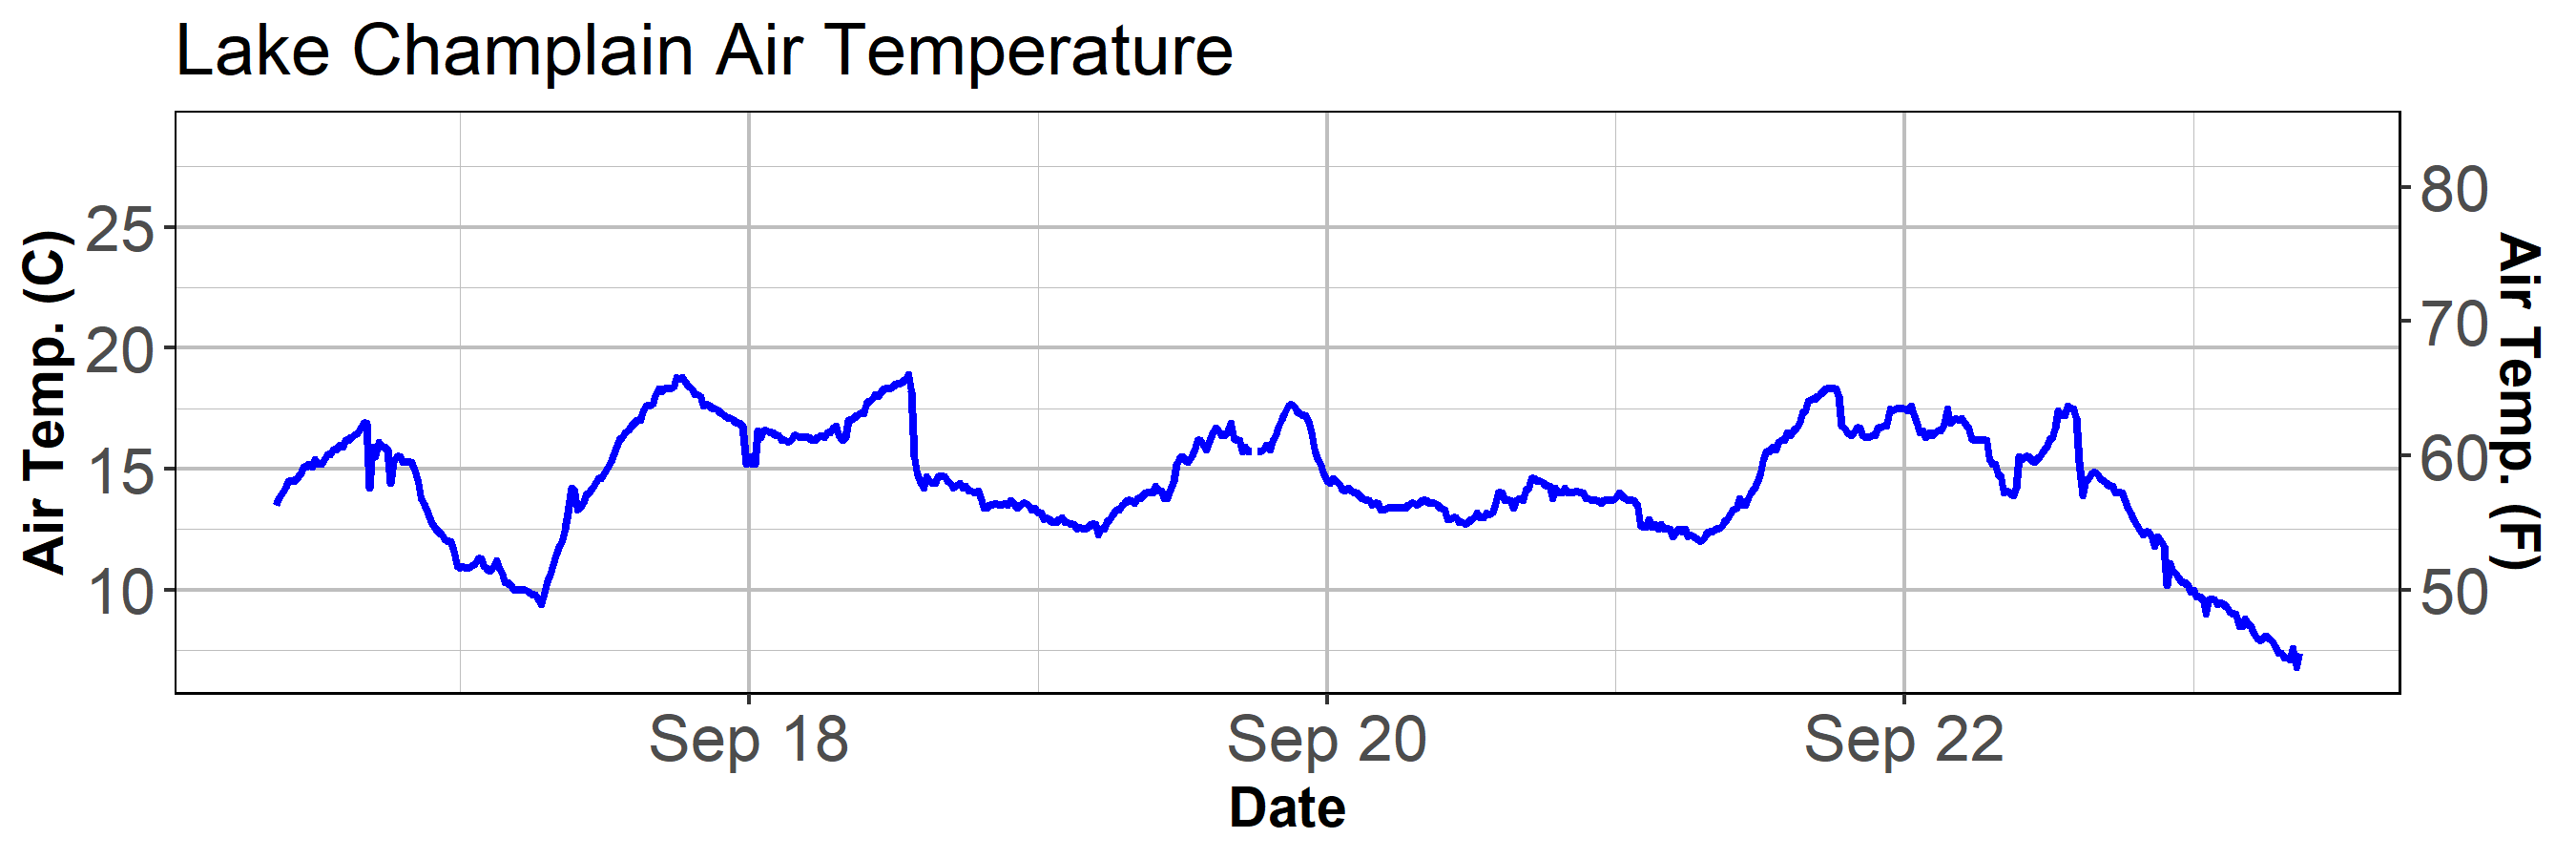 Lake Champlain Air Temperature
Air Temp. (C)
25
20
15
10
80
70
60
50
Air Temp. (F)
Sep 18
Sep 20
Sep 22
Date